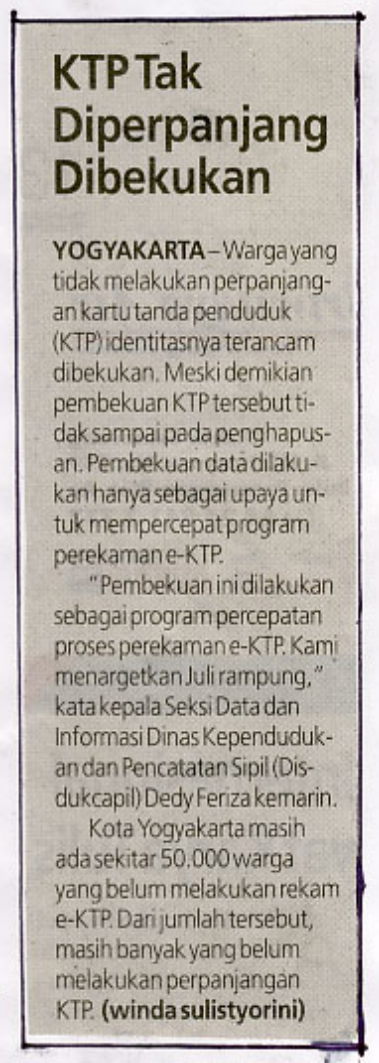 KTP Tak
Diperpanjang
Dibekukan
YOGYAKARTA – Warga yang
tidak melakukan perpanjang-
an kartu tanda penduduk
(KTP) identitasnya terancam
dibekukan. Meski demikian
pembekuan KTP tersebut ti-
dak sampai pada penghapus-
an. Pembekuan data dilaku-
kan hanya sebagai upaya un-
tuk mempercepat program
perekaman e-KTP.
"Pembekuan ini dilakukan
sebagai program percepatan
proses perekaman e-KTP. Kami
menargetkan Juli rampung,"
kata kepala Seksi Data dan
Informasi Dinas Kependuduk-
an dan Pencatatan Sipil (Dis-
dukcapil) Dedy Feriza kemarin.
Kota Yogyakarta masih
ada sekitar 50.000 warga
yang belum melakukan rekam
e-KTP. Dari jumlah tersebut,
masih banyak yang belum
melakukan perpanjangan
KTP. (winda sulistyorini)